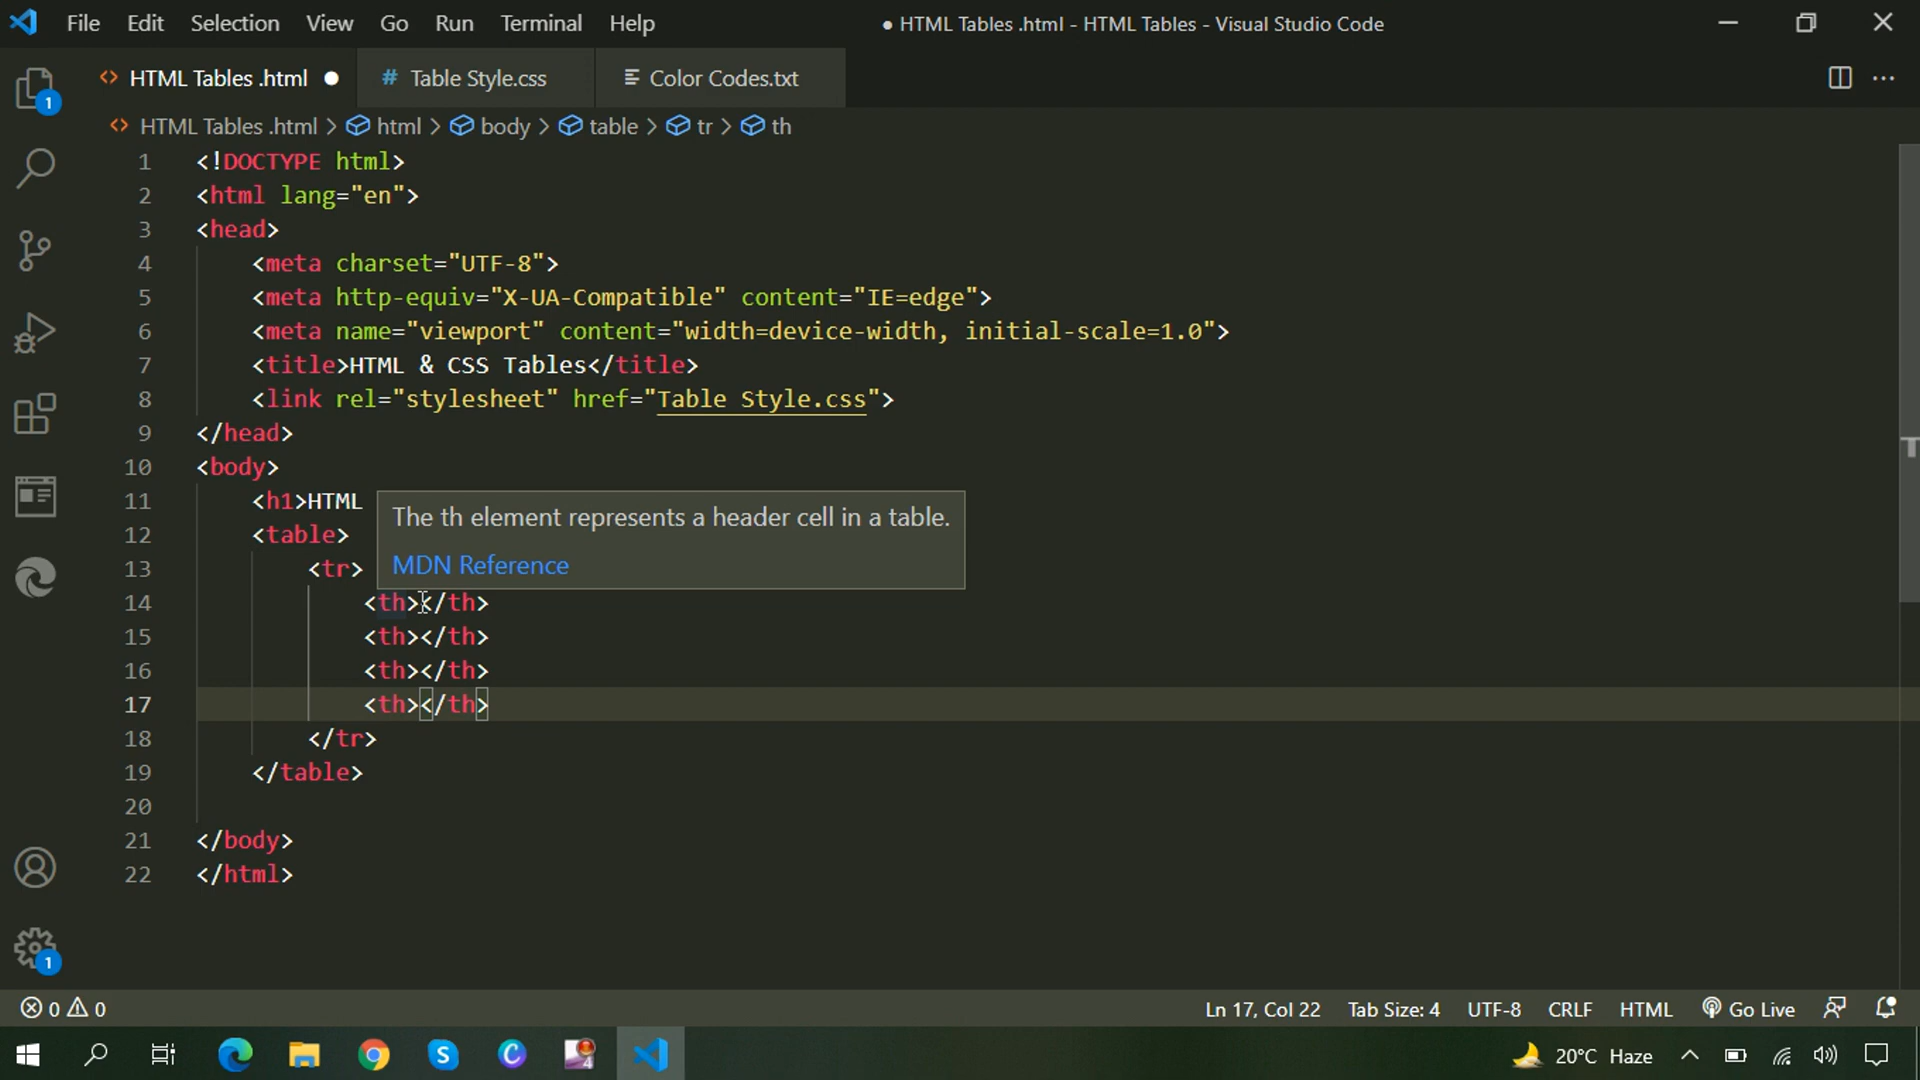 File Edit Selection View Go Run Terminal Help ● HTML Tables .html - HTML Tables - Visual Studio Code
<> HTML Tables .html ● # Table Style.css Color Codes.txt
<> HTML Tables .html > html > body > table > tr > th
1 <!DOCTYPE html>
2 <html lang="en">
3 <head>
4 <meta charset="UTF-8">
5 <meta http-equiv="X-UA-Compatible" content="IE=edge">
6 <meta name="viewport" content="width=device-width, initial-scale=1.0">
7 <title>HTML & CSS Tables</title>
8 <link rel="stylesheet" href="Table Style.css">
9 </head>
10 <body>
11 <h1>HTML
The th element represents a header cell in a table.
12 <table>
MDN Reference
13 <tr>
14 <th></th>
15 <th></th>
16 <th></th>
17 <th></th>
18 </tr>
19 </table>
20
21 </body>
22 </html>
1
1
0 0 Ln 17, Col 22 Tab Size: 4 UTF-8 CRLF HTML Go Live
4 20°C Haze